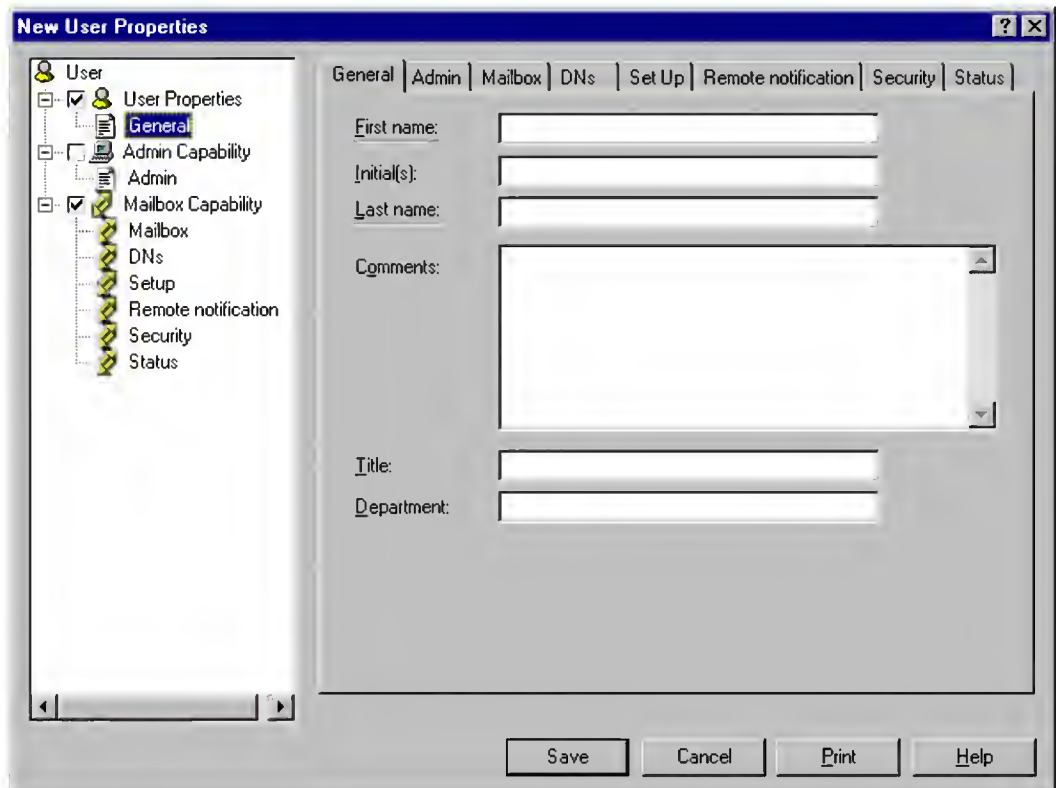 New User Properties
User
User Properties
General
Admin Capability
Admin
Mailbox Capability
Mailbox
DNs
Setup
Remote notification
Security
Status
General Admin Mailbox DNs Set Up Remote notification Security Status
First name:
Initial(s):
Last name:
Comments:
Title:
Department:
Save Cancel Print Help